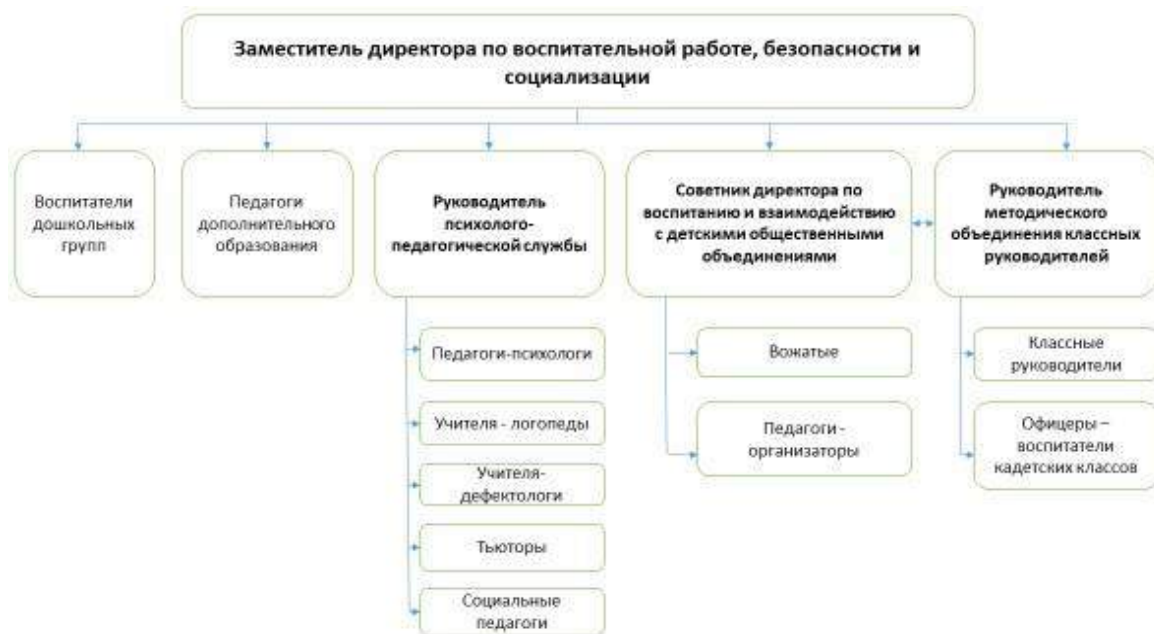 Заместитель директора по воспитательной работе, безопасности и
социализации
Воспитатели
дошкольных
групп
Педагоги
дополнительного
образования
Руководитель
психолого-
педагогической службы
Советник директора по
воспитанию и взаимодействию
с детскими общественными
объединениями
Руководитель
методического
объединения классных
руководителей
Педагоги-психологи
Учителя - логопеды
Учителя-
дефектологи
Тьюторы
Социальные
педагоги
Вожатые
Педагоги -
организаторы
Классные
руководители
Офицеры –
воспитатели
кадетских классов